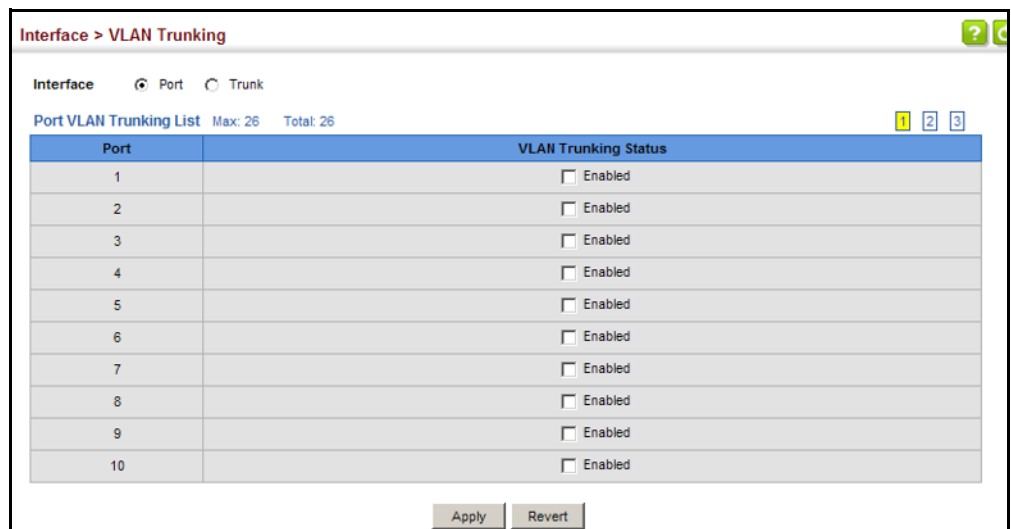 Interface > VLAN Trunking
?
Interface Port Trunk
Port VLAN Trunking List Max: 26 Total: 26 1 2 3
Port VLAN Trunking Status
1 Enabled
2 Enabled
3 Enabled
4 Enabled
5 Enabled
6 Enabled
7 Enabled
8 Enabled
9 Enabled
10 Enabled
Apply Revert